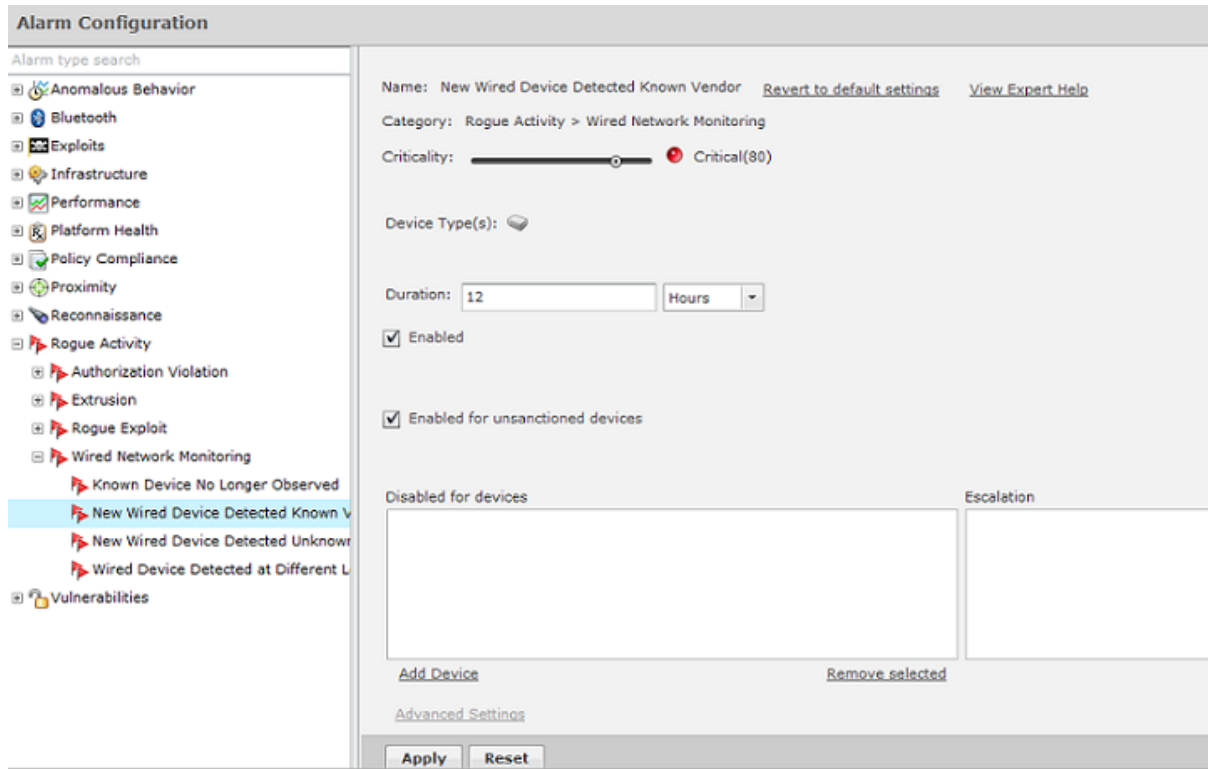 Alarm Configuration
Alarm type search
Anomalous Behavior
Bluetooth
Exploits
Infrastructure
Performance
Platform Health
Policy Compliance
Proximity
Reconnaissance
Rogue Activity
Authorization Violation
Extrusion
Rogue Exploit
Wired Network Monitoring
Known Device No Longer Observed
New Wired Device Detected Known V
New Wired Device Detected Unknown
Wired Device Detected at Different L
Vulnerabilities
Name: New Wired Device Detected Known Vendor Revert to default settings View Expert Help
Category: Rogue Activity > Wired Network Monitoring
Criticality: Critical(80)
Device Type(s):
Duration: 12 Hours
Enabled
Enabled for unsanctioned devices
Disabled for devices Escalation
Add Device Remove selected
Advanced Settings
Apply Reset